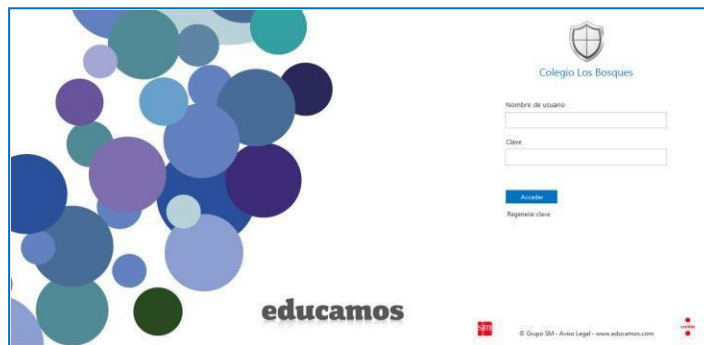 Colegio Los Bosques
Nombre de usuario
Clave
Acceder
Regenerar clave
educamos
sm
© Grupo SM - Aviso Legal - www.educamos.com